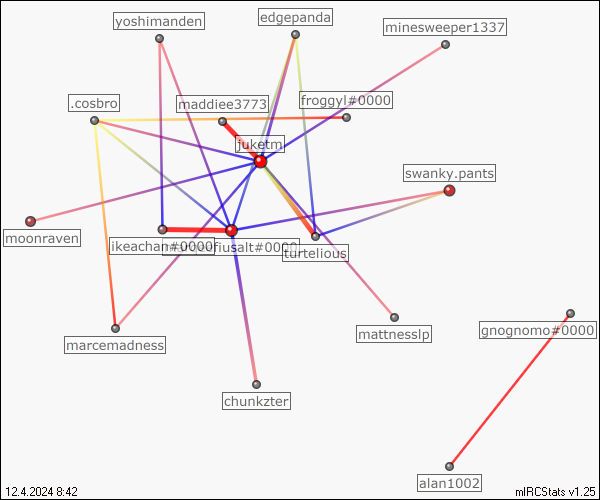 yoshimanden
edgepanda
minesweeper1337
.cosbro
maddiee3773
froggyl#0000
juketm
swanky.pants
moonraven
ikeachan#0000
fiusalt#0000
turtelious
marcemadness
mattnesslp
gnognomo#0000
chunkzter
alan1002
12.4.2024 8:42
mIRCStats v1.25